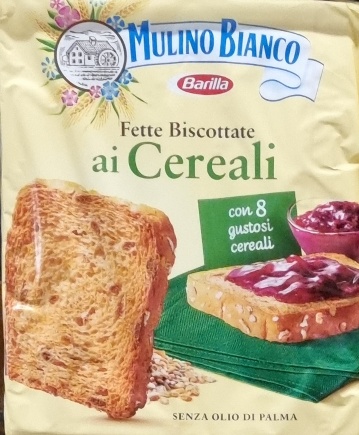 MULINO BIANCO
Barilla
Fette Biscottate
ai Cereali
con 8
gustosi
cereali
SENZA OLIO DI PALMA